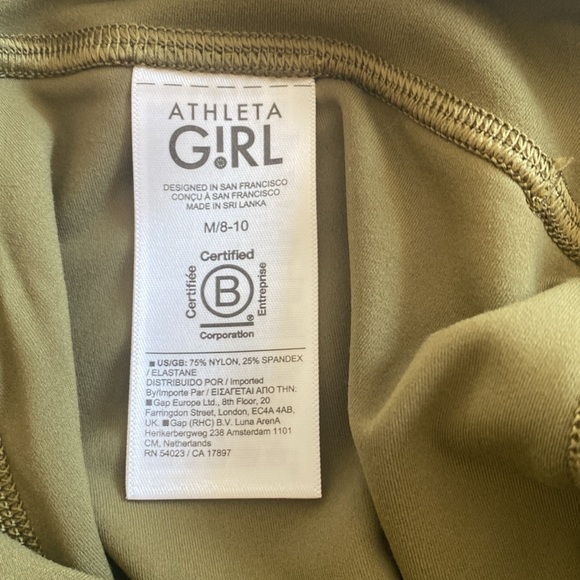 ATHLETA
G!RL
DESIGNED IN SAN FRANCISCO
CONÇU À SAN FRANCISCO
MADE IN SRI LANKA
M/8-10
Certified
Certifiée
B
Entreprise
®
Corporation
■ US/GB: 75% NYLON, 25% SPANDEX
/ ELASTANE
DISTRIBUIDO POR / Imported
By/Importe Par / ΕΙΣΑΓΕΤΑΙ ΑΠΟ ΤΗΝ:
■ Gap Europe Ltd., 8th Floor, 20
Farringdon Street, London, EC4A 4AB,
UK. ■ Gap (RHC) B.V. Luna ArenA
Herikerbergweg 238 Amsterdam 1101
CM, Netherlands
RN 54023 / CA 17897